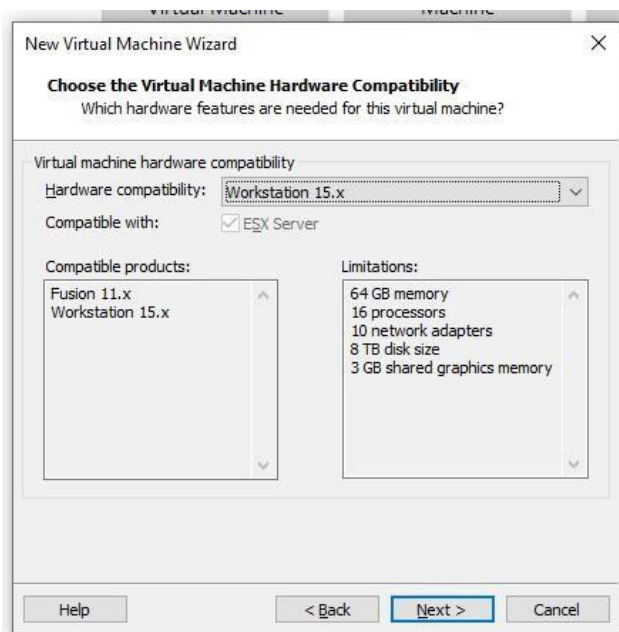 Virtual Machine
Machine
New Virtual Machine Wizard
Choose the Virtual Machine Hardware Compatibility
Which hardware features are needed for this virtual machine?
Virtual machine hardware compatibility
Hardware compatibility:
Workstation 15.x
Compatible with:
ESX Server
Compatible products:
Fusion 11.x
Workstation 15.x
Limitations:
64 GB memory
16 processors
10 network adapters
8 TB disk size
3 GB shared graphics memory
Help
< Back
Next >
Cancel